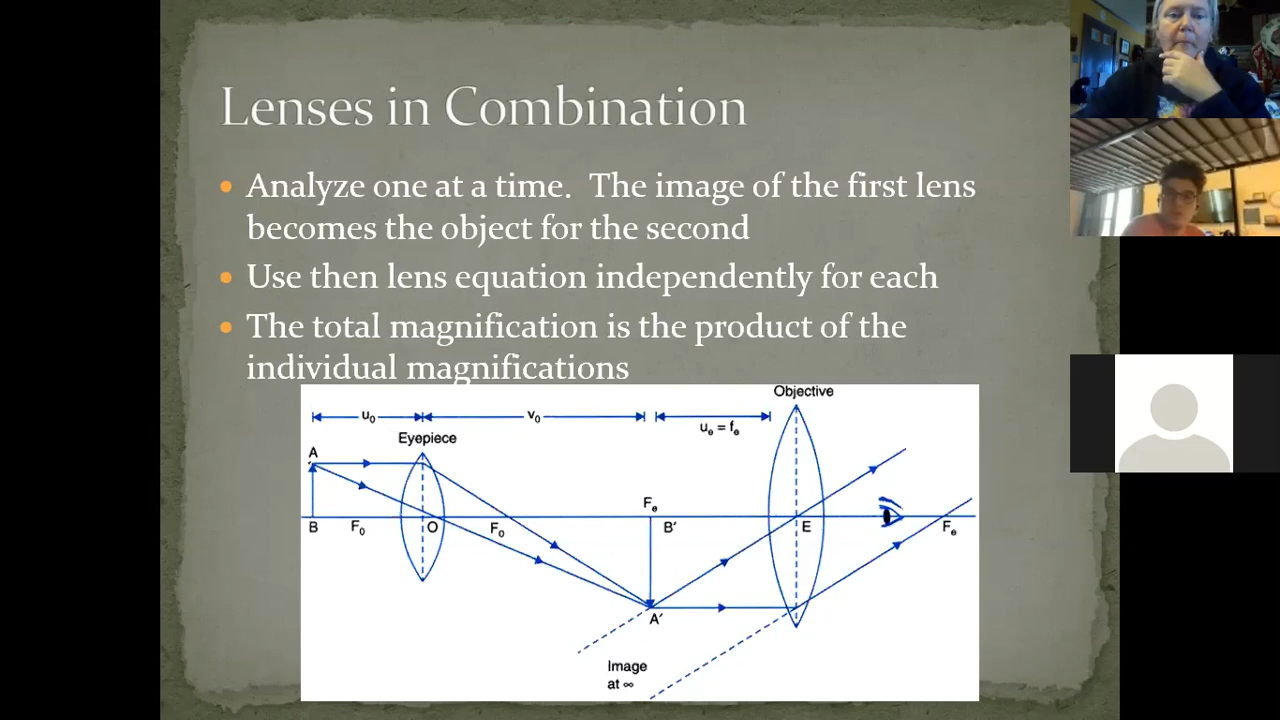 Lenses in Combination
Analyze one at a time. The image of the first lens
becomes the object for the second
Use then lens equation independently for each
The total magnification is the product of the
individual magnifications
Objective
u₀
v₀
uₑ = fₑ
Eyepiece
A
Fₑ
B
F₀
O
F₀
B′
E
Fₑ
A′
Image
at ∞